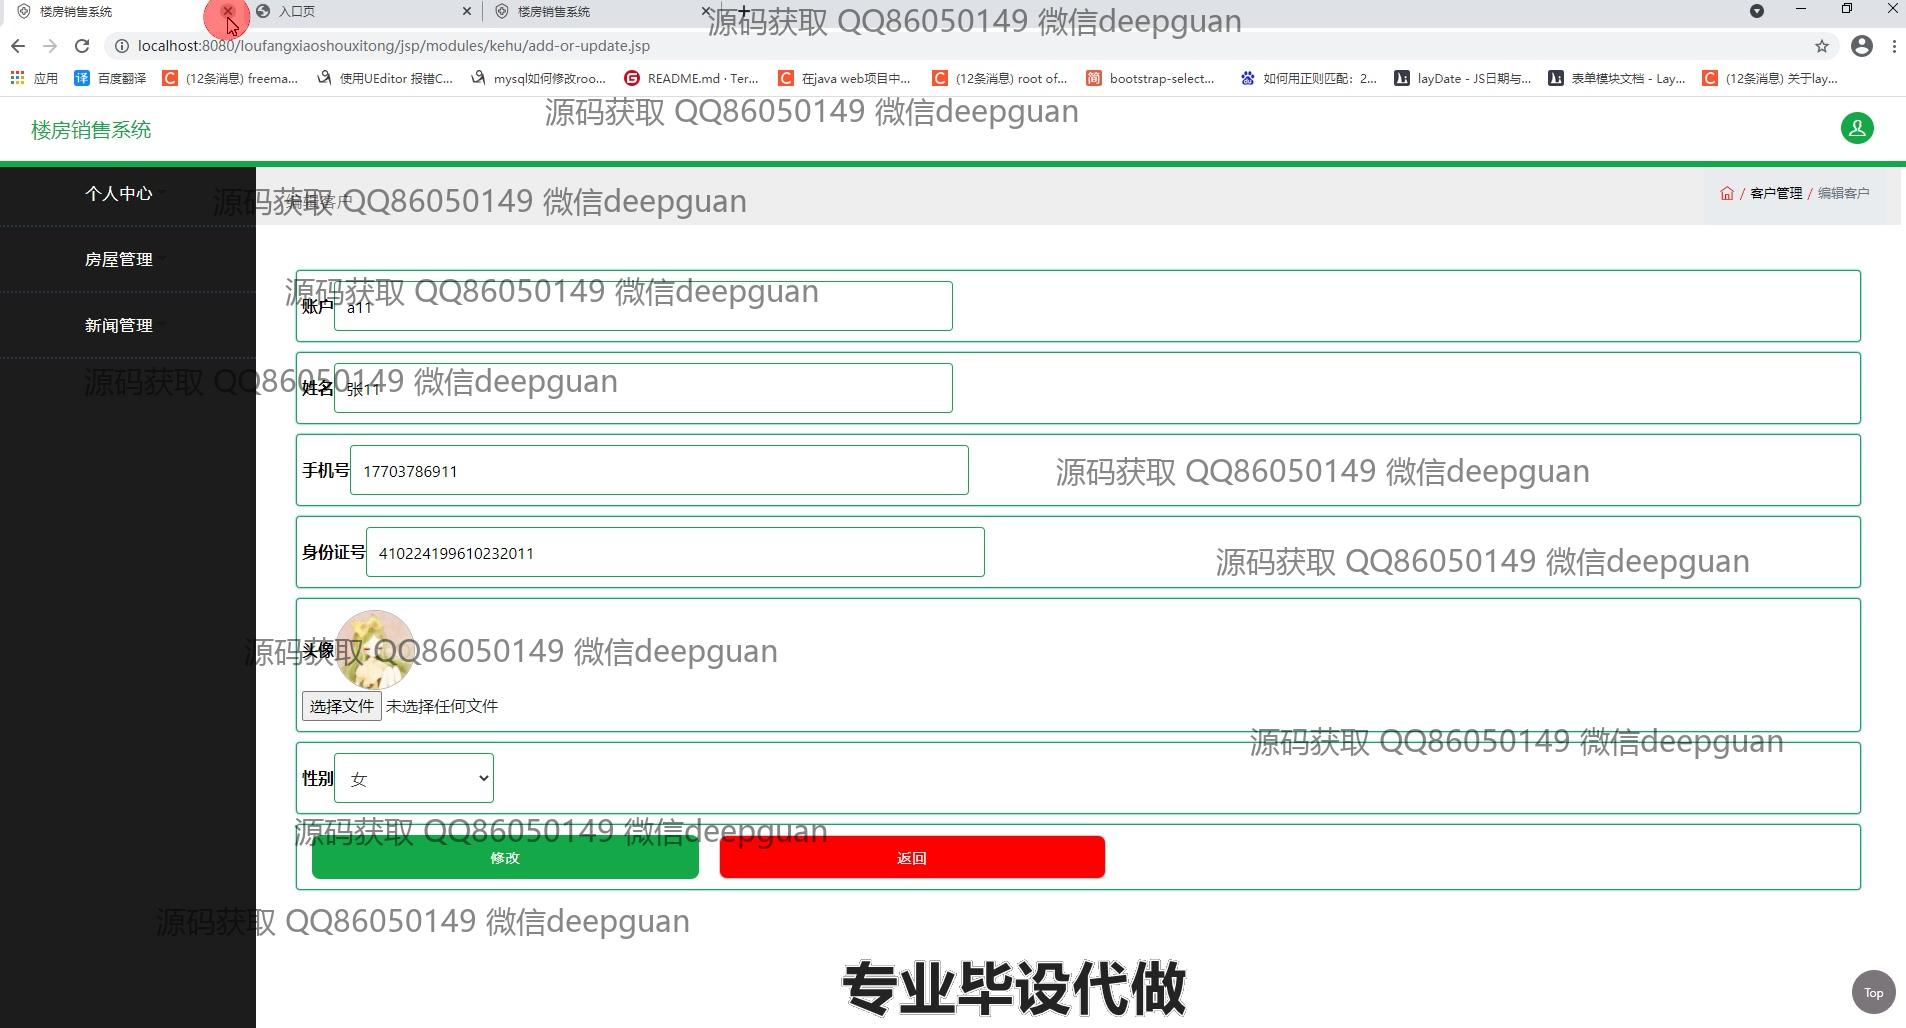 楼房销售系统
入口页
楼房销售系统
源码获取 QQ86050149 微信deepguan
localhost:8080/loufangxiaoshouxitong/jsp/modules/kehu/add-or-update.jsp
应用
百度翻译
(12条消息) freema...
使用UEditor 报错C...
mysql如何修改roo...
README.md · Ter...
在java web项目中...
(12条消息) root of...
bootstrap-select...
如何用正则匹配：2...
layDate - JS日期与...
表单模块文档 - Lay...
(12条消息) 关于lay...
源码获取 QQ86050149 微信deepguan
楼房销售系统
个人中心
编辑客户
源码获取 QQ86050149 微信deepguan
/ 客户管理 / 编辑客户
房屋管理
源码获取 QQ86050149 微信deepguan
账户 a11
新闻管理
源码获取 QQ86050149 微信deepguan
姓名 张11
手机号 17703786911
源码获取 QQ86050149 微信deepguan
身份证号 410224199610232011
源码获取 QQ86050149 微信deepguan
头像
源码获取 QQ86050149 微信deepguan
选择文件 未选择任何文件
源码获取 QQ86050149 微信deepguan
性别 女
源码获取 QQ86050149 微信deepguan
修改 返回
源码获取 QQ86050149 微信deepguan
专业毕设代做
Top